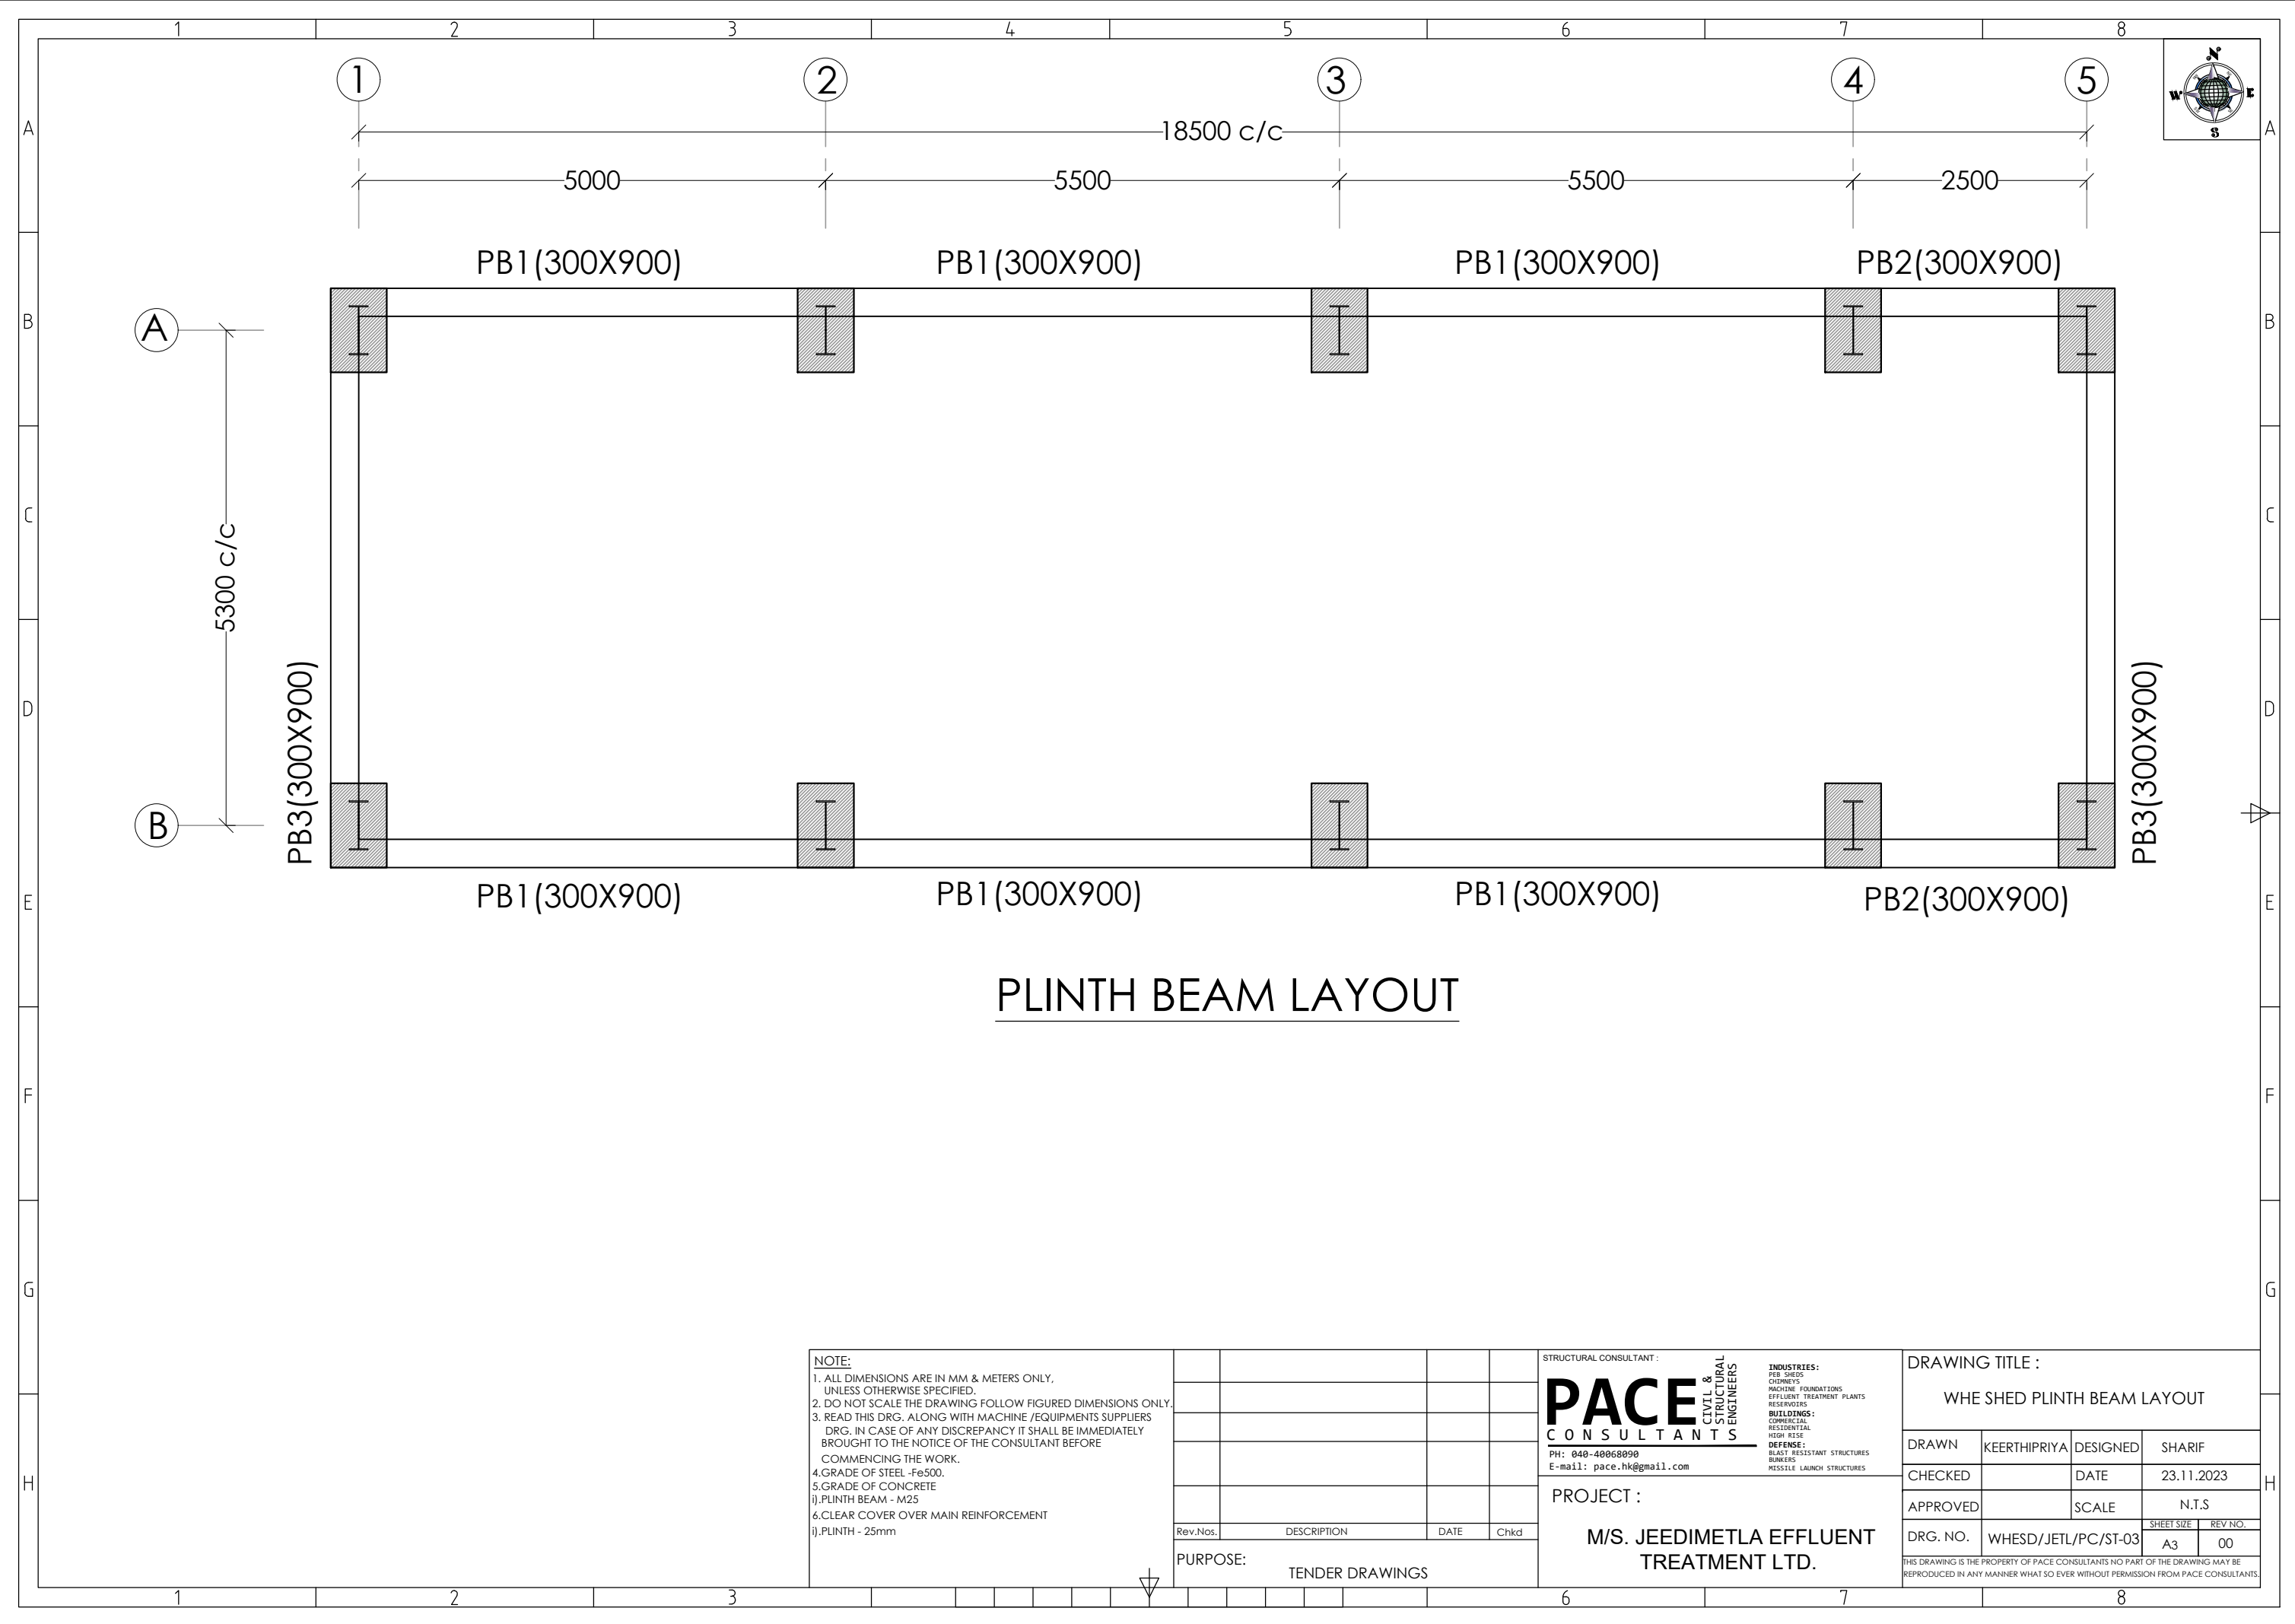 1 2 3 4 5 6 7 8
1 2 3 4 5
N
W E
S
A A
18500 c/c
5000 5500 5500 2500
PB1(300X900) PB1(300X900) PB1(300X900) PB2(300X900)
B B
A
C C
5300 c/c
D D
PB3(300X900) PB3(300X900)
B
E E
PB1(300X900) PB1(300X900) PB1(300X900) PB2(300X900)
PLINTH BEAM LAYOUT
F F
G G
H H
NOTE:
1. ALL DIMENSIONS ARE IN MM & METERS ONLY,
UNLESS OTHERWISE SPECIFIED.
2. DO NOT SCALE THE DRAWING FOLLOW FIGURED DIMENSIONS ONLY.
3. READ THIS DRG. ALONG WITH MACHINE /EQUIPMENTS SUPPLIERS
DRG. IN CASE OF ANY DISCREPANCY IT SHALL BE IMMEDIATELY
BROUGHT TO THE NOTICE OF THE CONSULTANT BEFORE
COMMENCING THE WORK.
4.GRADE OF STEEL -Fe500.
5.GRADE OF CONCRETE
i).PLINTH BEAM - M25
6.CLEAR COVER OVER MAIN REINFORCEMENT
i).PLINTH - 25mm
Rev.Nos. DESCRIPTION DATE Chkd
PURPOSE:
TENDER DRAWINGS
STRUCTURAL CONSULTANT :
PACE
CIVIL &
STRUCTURAL
ENGINEERS
CONSULTANTS
PH: 040-40068090
E-mail: pace.hk@gmail.com
INDUSTRIES:
PEB SHEDS
CHIMNEYS
MACHINE FOUNDATIONS
EFFLUENT TREATMENT PLANTS
RESERVOIRS
BUILDINGS:
COMMERCIAL
RESIDENTIAL
HIGH RISE
DEFENSE:
BLAST RESISTANT STRUCTURES
BUNKERS
MISSILE LAUNCH STRUCTURES
PROJECT :
M/S. JEEDIMETLA EFFLUENT
TREATMENT LTD.
DRAWING TITLE :
WHE SHED PLINTH BEAM LAYOUT
DRAWN KEERTHIPRIYA DESIGNED SHARIF
CHECKED DATE 23.11.2023
APPROVED SCALE N.T.S
DRG. NO. WHESD/JETL/PC/ST-03
SHEET SIZE REV NO.
A3 00
THIS DRAWING IS THE PROPERTY OF PACE CONSULTANTS NO PART OF THE DRAWING MAY BE
REPRODUCED IN ANY MANNER WHAT SO EVER WITHOUT PERMISSION FROM PACE CONSULTANTS.
1 2 3 6 7 8